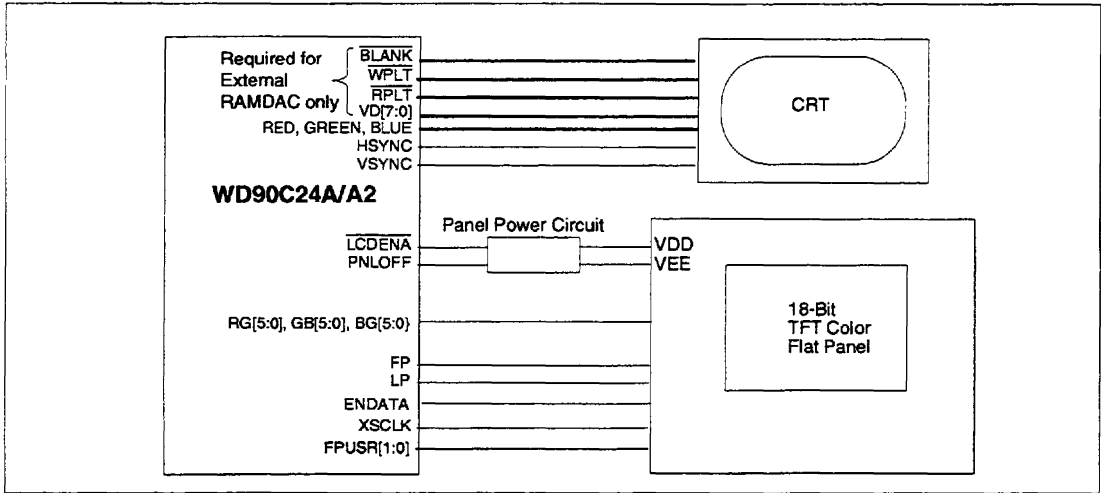 Required for
External
RAMDAC only
BLANK
WPLT
RPLT
VD[7:0]
RED, GREEN, BLUE
HSYNC
VSYNC
CRT
WD90C24A/A2
Panel Power Circuit
LCDENA
PNLOFF
VDD
VEE
RG[5:0], GB[5:0], BG[5:0}
18-Bit
TFT Color
Flat Panel
FP
LP
ENDATA
XSCLK
FPUSR[1:0]